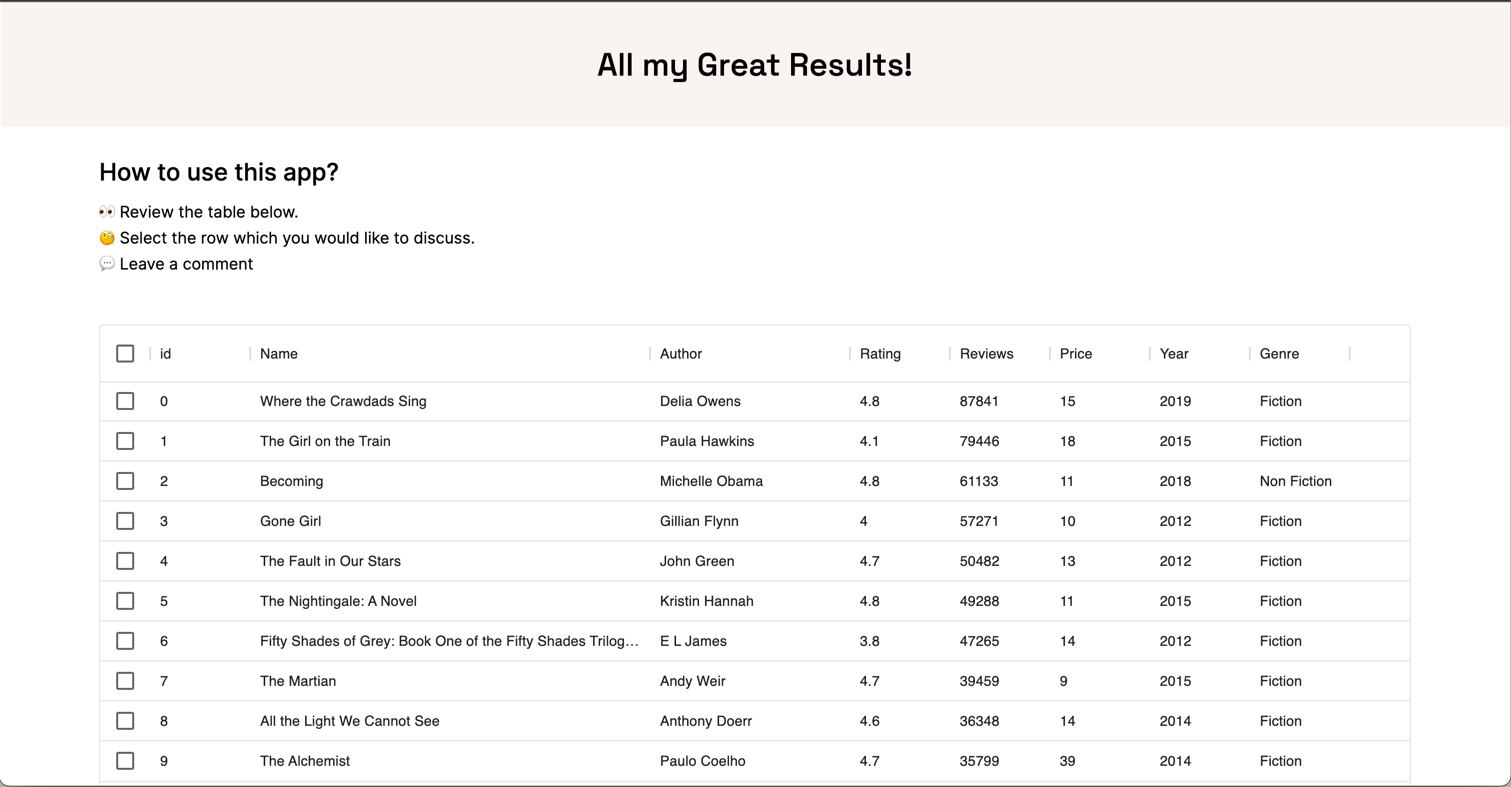 All my Great Results!
How to use this app?
👀 Review the table below.
🧐 Select the row which you would like to discuss.
💬 Leave a comment
id Name Author Rating Reviews Price Year Genre
0 Where the Crawdads Sing Delia Owens 4.8 87841 15 2019 Fiction
1 The Girl on the Train Paula Hawkins 4.1 79446 18 2015 Fiction
2 Becoming Michelle Obama 4.8 61133 11 2018 Non Fiction
3 Gone Girl Gillian Flynn 4 57271 10 2012 Fiction
4 The Fault in Our Stars John Green 4.7 50482 13 2012 Fiction
5 The Nightingale: A Novel Kristin Hannah 4.8 49288 11 2015 Fiction
6 Fifty Shades of Grey: Book One of the Fifty Shades Trilog… E L James 3.8 47265 14 2012 Fiction
7 The Martian Andy Weir 4.7 39459 9 2015 Fiction
8 All the Light We Cannot See Anthony Doerr 4.6 36348 14 2014 Fiction
9 The Alchemist Paulo Coelho 4.7 35799 39 2014 Fiction